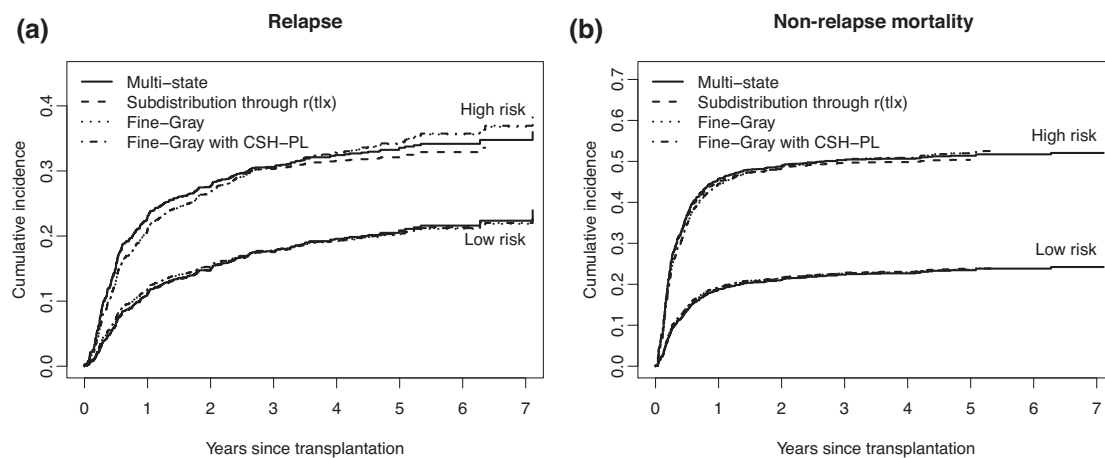 (a)
Relapse
Multi−state
Subdistribution through r(t|x)
Fine−Gray
Fine−Gray with CSH−PL
High risk
Low risk
Cumulative incidence
0.0
0.1
0.2
0.3
0.4
0 1 2 3 4 5 6 7
Years since transplantation
(b)
Non−relapse mortality
Multi−state
Subdistribution through r(t|x)
Fine−Gray
Fine−Gray with CSH−PL
High risk
Low risk
Cumulative incidence
0.0
0.1
0.2
0.3
0.4
0.5
0.6
0.7
0 1 2 3 4 5 6 7
Years since transplantation